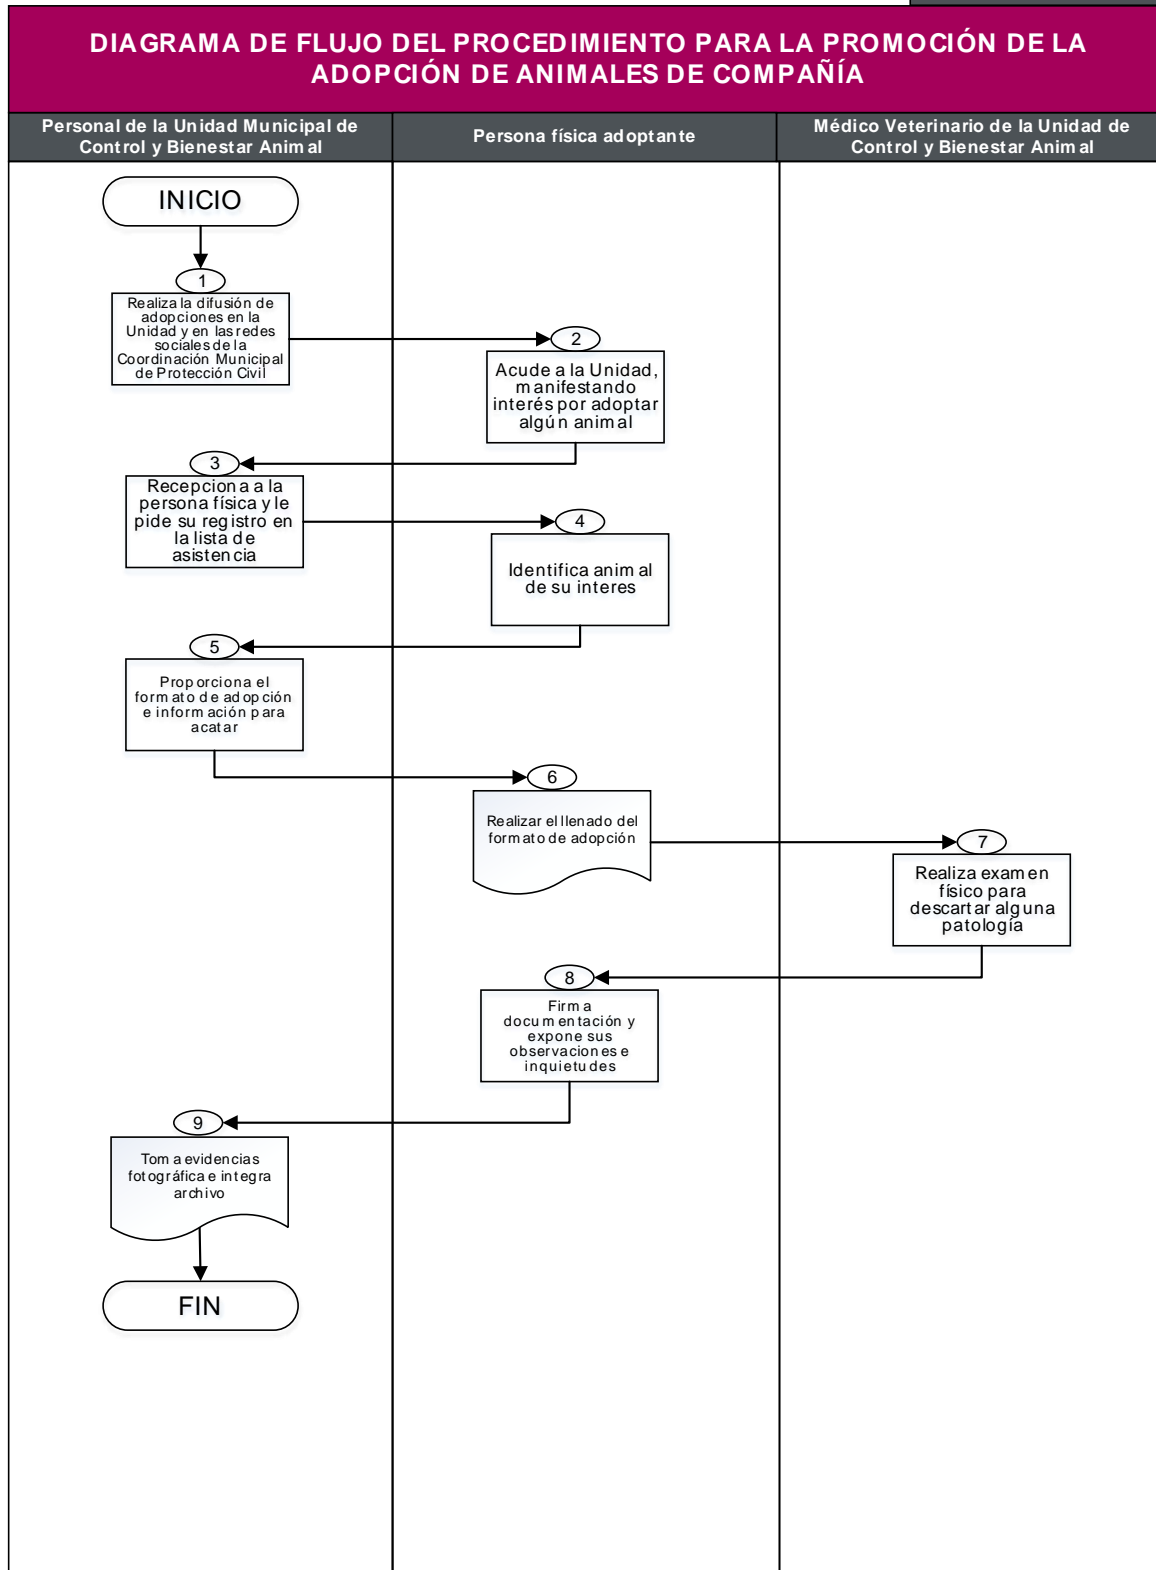 DIAGRAMA DE FLUJO DEL PROCEDIMIENTO PARA LA PROMOCIÓN DE LA
ADOPCIÓN DE ANIMALES DE COMPAÑÍA
Personal de la Unidad Municipal de
Control y Bienestar Animal
Persona física adoptante
Médico Veterinario de la Unidad de
Control y Bienestar Animal
INICIO
1
Realiza la difusión de
adopciones en la
Unidad y en las redes
sociales de la
Coordinación Municipal
de Protección Civil
2
Acude a la Unidad,
manifestando
interés por adoptar
algún animal
3
Recepciona a la
persona física y le
pide su registro en
la lista de
asistencia
4
Identifica animal
de su interes
5
Proporciona el
formato de adopción
e información para
acatar
6
Realizar el llenado del
formato de adopción
7
Realiza examen
físico para
descartar alguna
patología
8
Firma
documentación y
expone sus
observaciones e
inquietudes
9
Toma evidencias
fotográfica e integra
archivo
FIN